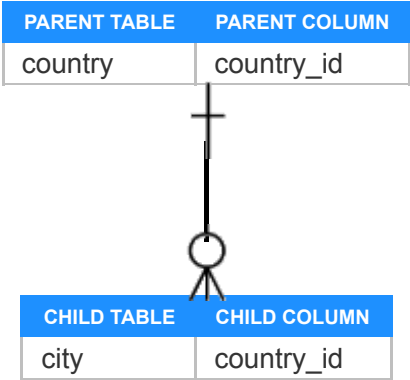 PARENT TABLE PARENT COLUMN
country country_id
CHILD TABLE CHILD COLUMN
city country_id